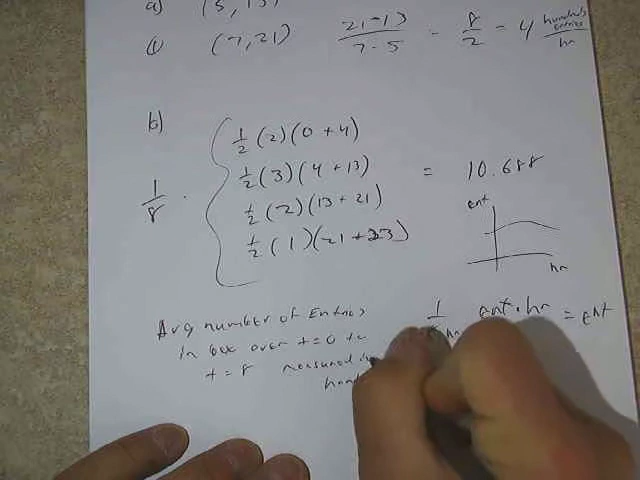 a) (5, 13)
(7, 21) 21-13 / 7-5 - 8/2 - 4 hundreds entries / hr
b)
1/8 ·
1/2 (2)(0 + 4)
1/2 (3)(4 + 13) = 10.688
1/2 (2)(13 + 21)
1/2 (1)(21 + 23)
ent
hr
Avg number of Entries
in box over t=0 to
t=8 measured in
1 / hr ent·hr = ent